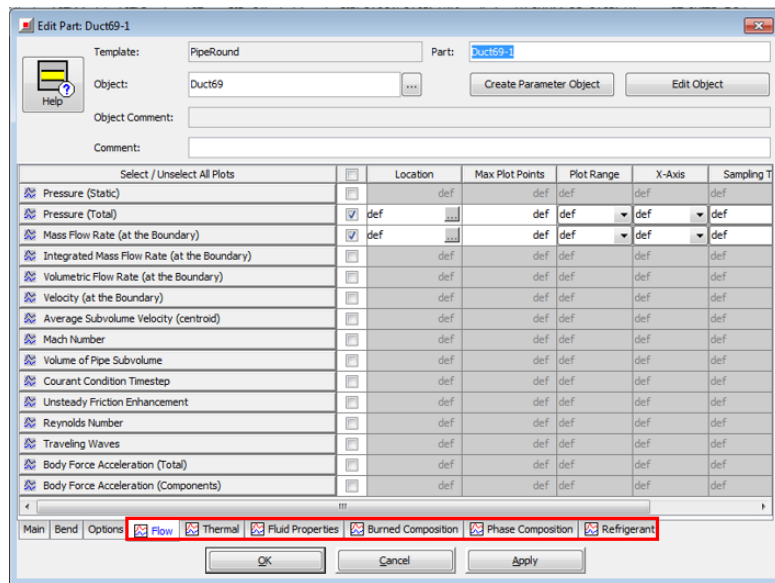 Edit Part: Duct69-1
Template: PipeRound Part: Duct69-1
Help
Object: Duct69 ... Create Parameter Object Edit Object
Object Comment:
Comment:
Select / Unselect All Plots Location Max Plot Points Plot Range X-Axis Sampling T
Pressure (Static) def def def def def
Pressure (Total) def ... def def def def
Mass Flow Rate (at the Boundary) def ... def def def def
Integrated Mass Flow Rate (at the Boundary) def def def def def
Volumetric Flow Rate (at the Boundary) def def def def def
Velocity (at the Boundary) def def def def def
Average Subvolume Velocity (centroid) def def def def def
Mach Number def def def def def
Volume of Pipe Subvolume def def def def def
Courant Condition Timestep def def def def def
Unsteady Friction Enhancement def def def def def
Reynolds Number def def def def def
Traveling Waves def def def def def
Body Force Acceleration (Total) def def def def def
Body Force Acceleration (Components) def def def def def
Main Bend Options Flow Thermal Fluid Properties Burned Composition Phase Composition Refrigerant
OK Cancel Apply